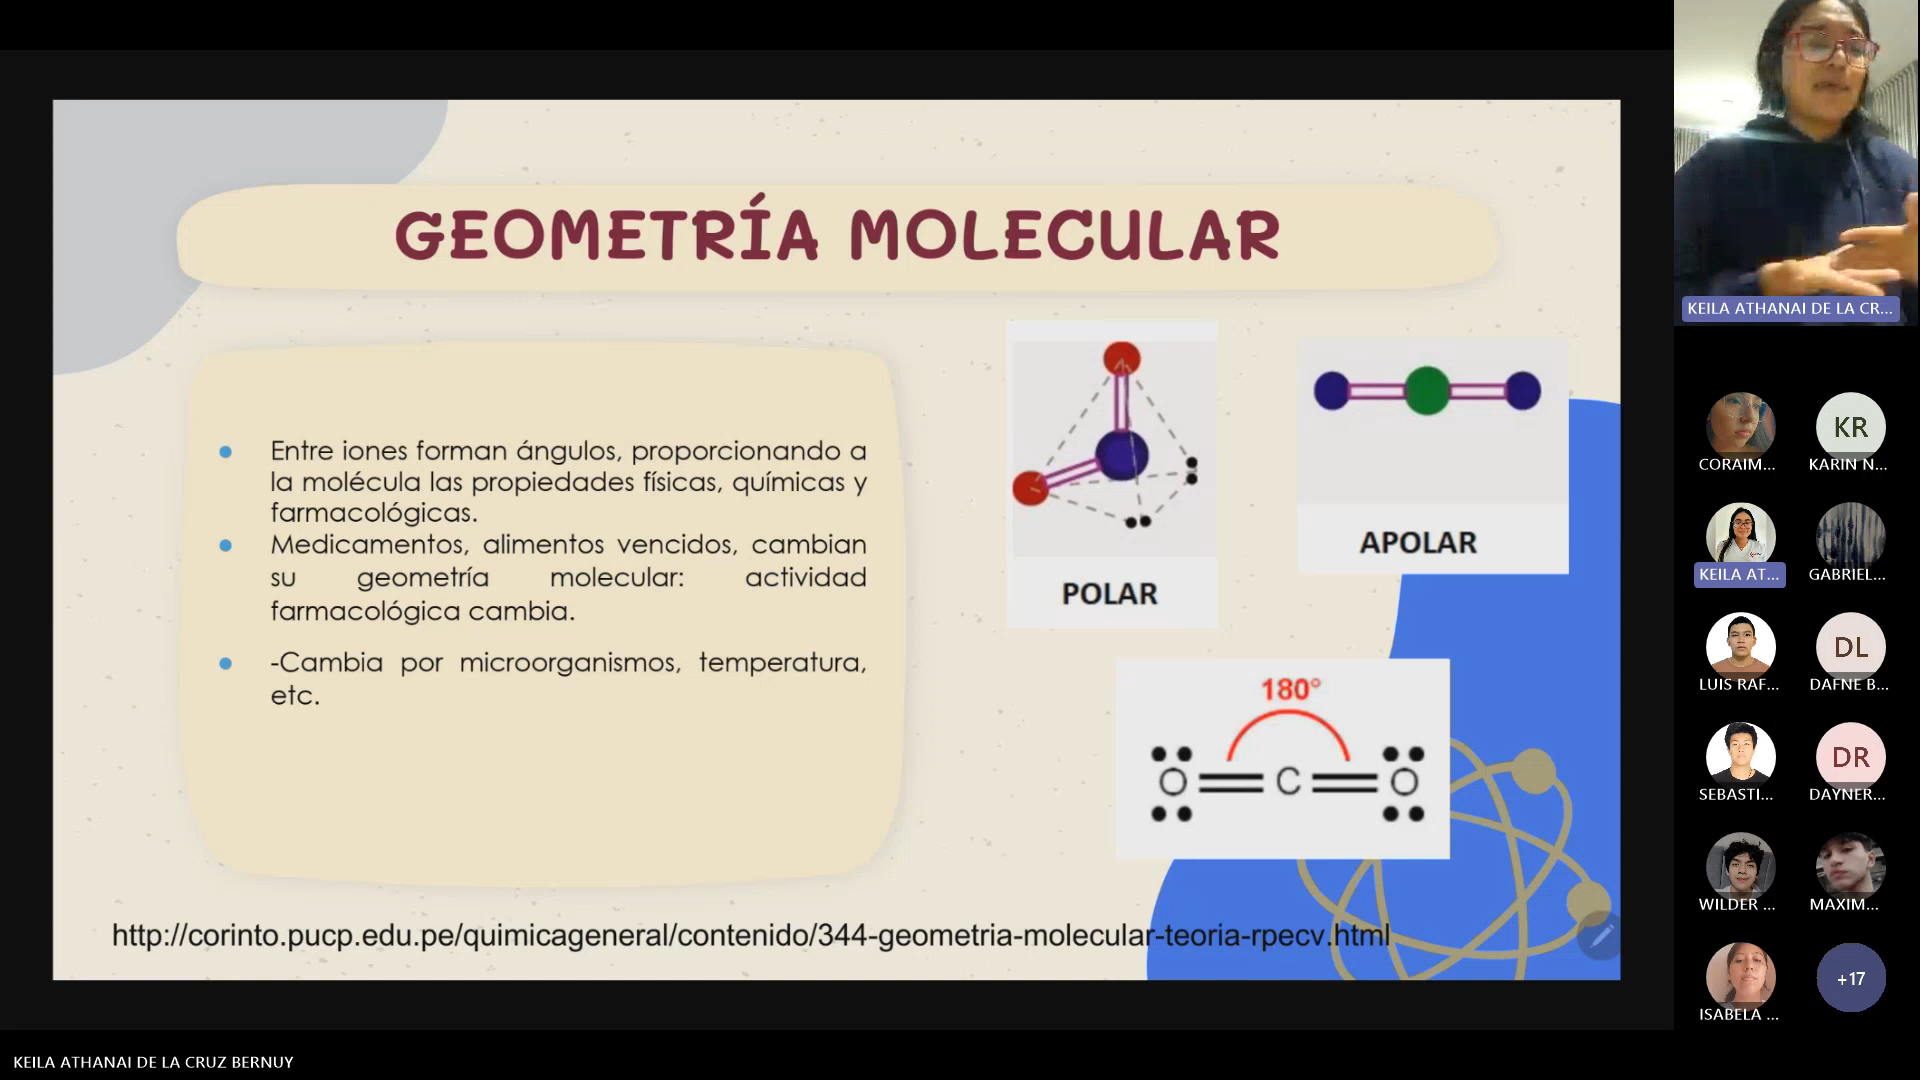 GEOMETRÍA MOLECULAR
Entre iones forman ángulos, proporcionando a
la molécula las propiedades físicas, químicas y
farmacológicas.
Medicamentos, alimentos vencidos, cambian
su geometría molecular: actividad
farmacológica cambia.
-Cambia por microorganismos, temperatura,
etc.
POLAR
APOLAR
180°
O C O
http://corinto.pucp.edu.pe/quimicageneral/contenido/344-geometria-molecular-teoria-rpecv.html
KEILA ATHANAI DE LA CR...
CORAIM...
KR
KARIN N...
KEILA AT...
GABRIEL...
LUIS RAF...
DL
DAFNE B...
SEBASTI...
DR
DAYNER...
WILDER ...
MAXIM...
ISABELA ...
+17
KEILA ATHANAI DE LA CRUZ BERNUY